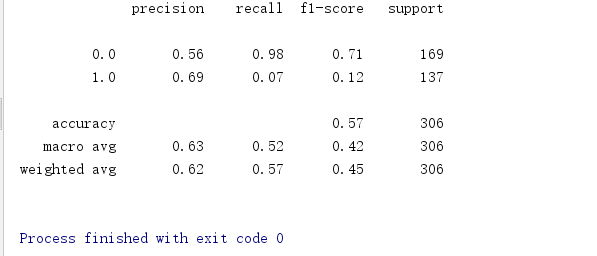 precision recall f1-score support
0.0 0.56 0.98 0.71 169
1.0 0.69 0.07 0.12 137
accuracy 0.57 306
macro avg 0.63 0.52 0.42 306
weighted avg 0.62 0.57 0.45 306
Process finished with exit code 0